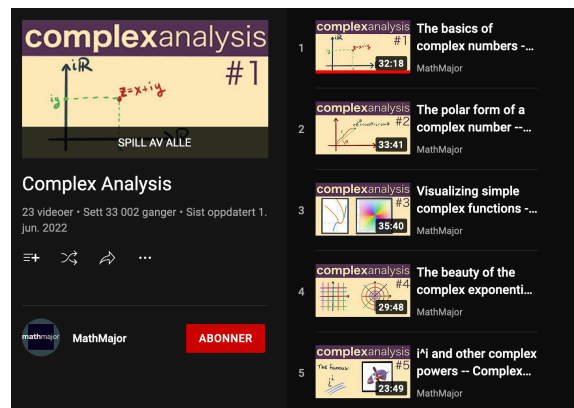 complexanalysis
#1
iR
iy
z=x+iy
SPILL AV ALLE
Complex Analysis
23 videoer • Sett 33 002 ganger • Sist oppdatert 1.
jun. 2022
mathmajor
MathMajor
ABONNER
1
complexanalysis
#1
z=x+iy
32:18
The basics of
complex numbers -...
MathMajor
2
complexanalysis
#2
33:41
The polar form of a
complex number --...
MathMajor
3
complexanalysis
#3
35:40
Visualizing simple
complex functions -...
MathMajor
4
complexanalysis
#4
29:48
The beauty of the
complex exponenti...
MathMajor
5
complexanalysis
#5
The famous:
i^i
23:49
i^i and other complex
powers -- Complex...
MathMajor